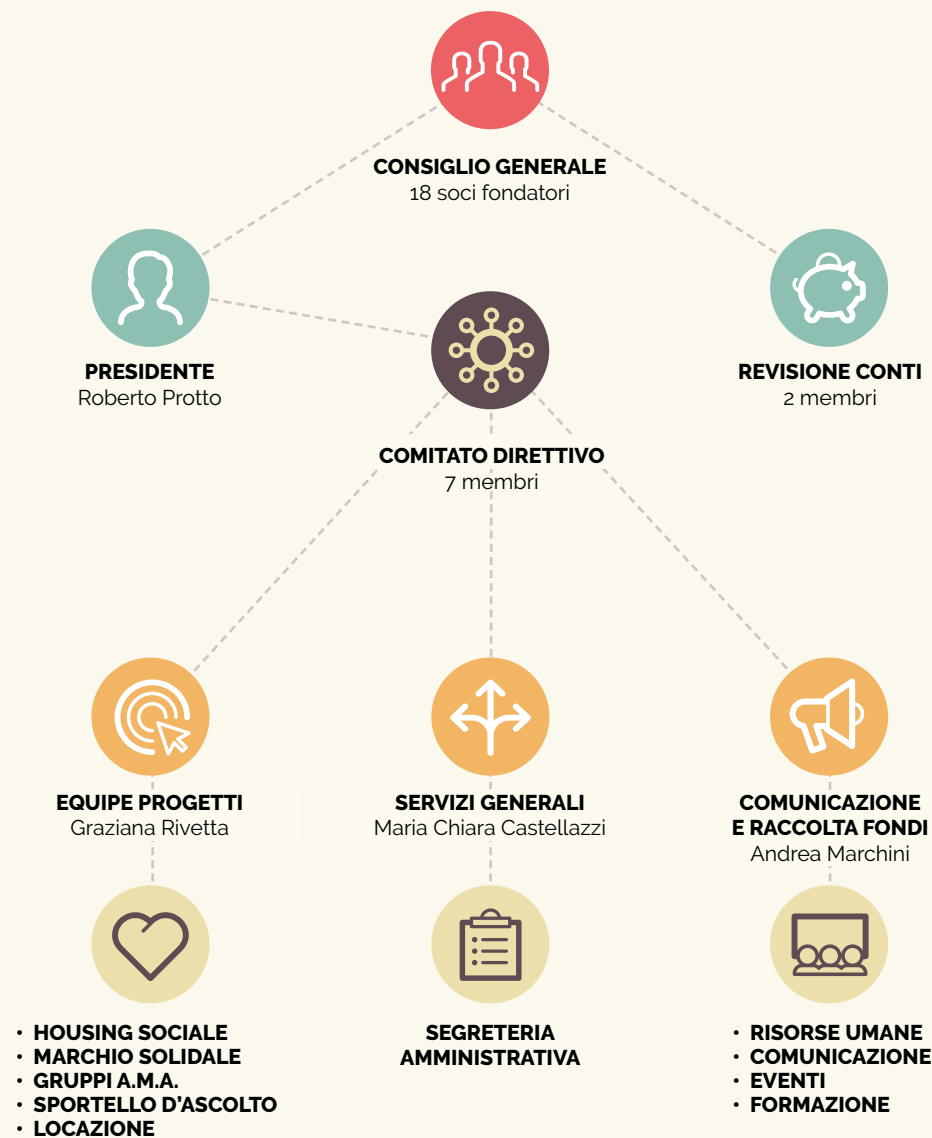 CONSIGLIO GENERALE
18 soci fondatori
PRESIDENTE
Roberto Protto
REVISIONE CONTI
2 membri
COMITATO DIRETTIVO
7 membri
EQUIPE PROGETTI
Graziana Rivetta
SERVIZI GENERALI
Maria Chiara Castellazzi
COMUNICAZIONE
E RACCOLTA FONDI
Andrea Marchini
• HOUSING SOCIALE
• MARCHIO SOLIDALE
• GRUPPI A.M.A.
• SPORTELLO D'ASCOLTO
• LOCAZIONE
SEGRETERIA
AMMINISTRATIVA
• RISORSE UMANE
• COMUNICAZIONE
• EVENTI
• FORMAZIONE